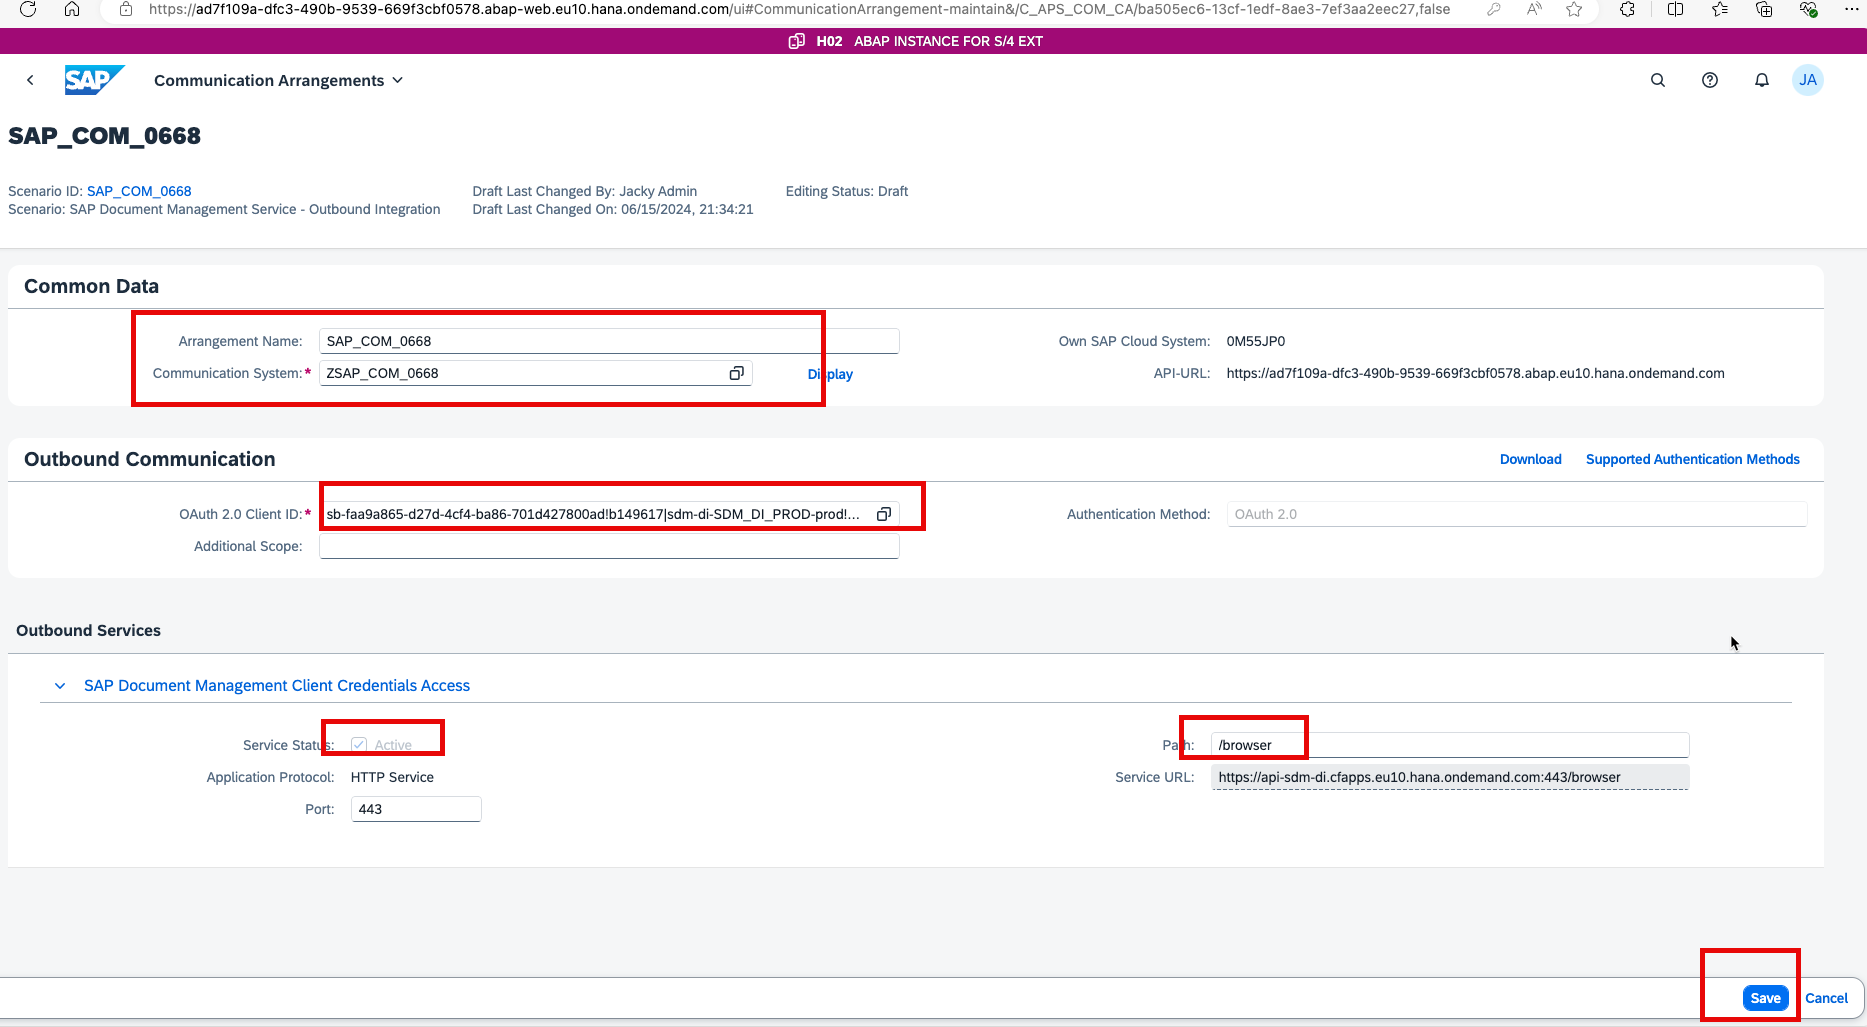 https://ad7f109a-dfc3-490b-9539-669f3cbf0578.abap-web.eu10.hana.ondemand.com/ui#CommunicationArrangement-maintain&/C_APS_COM_CA/ba505ec6-13cf-1edf-8ae3-7ef3aa2eec27,false
H02 ABAP INSTANCE FOR S/4 EXT
SAP Communication Arrangements
JA
SAP_COM_0668
Scenario ID: SAP_COM_0668
Scenario: SAP Document Management Service - Outbound Integration
Draft Last Changed By: Jacky Admin
Draft Last Changed On: 06/15/2024, 21:34:21
Editing Status: Draft
Common Data
Arrangement Name: SAP_COM_0668
Communication System:* ZSAP_COM_0668 Display
Own SAP Cloud System: 0M55JP0
API-URL: https://ad7f109a-dfc3-490b-9539-669f3cbf0578.abap.eu10.hana.ondemand.com
Outbound Communication
Download Supported Authentication Methods
OAuth 2.0 Client ID:* sb-faa9a865-d27d-4cf4-ba86-701d427800ad!b149617|sdm-di-SDM_DI_PROD-prod!...
Additional Scope:
Authentication Method: OAuth 2.0
Outbound Services
SAP Document Management Client Credentials Access
Service Status: Active
Application Protocol: HTTP Service
Port: 443
Path: /browser
Service URL: https://api-sdm-di.cfapps.eu10.hana.ondemand.com:443/browser
Save Cancel